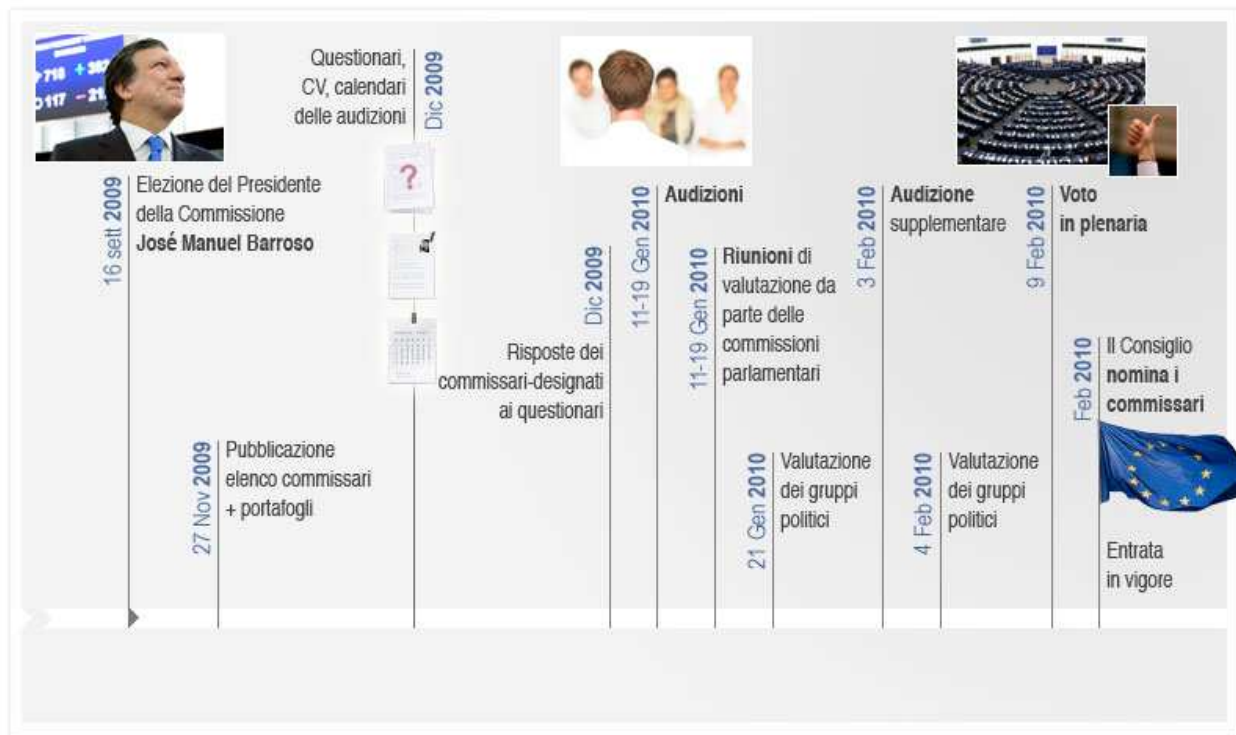 718 + 382
117 - 21
16 sett 2009
Elezione del Presidente
della Commissione
José Manuel Barroso
27 Nov 2009
Pubblicazione
elenco commissari
+ portafogli
Questionari,
CV, calendari
delle audizioni
Dic 2009
?
Dic 2009
Risposte dei
commissari-designati
ai questionari
11-19 Gen 2010
Audizioni
11-19 Gen 2010
Riunioni di
valutazione da
parte delle
commissioni
parlamentari
21 Gen 2010
Valutazione
dei gruppi
politici
3 Feb 2010
Audizione
supplementare
4 Feb 2010
Valutazione
dei gruppi
politici
9 Feb 2010
Voto
in plenaria
Feb 2010
Il Consiglio
nomina i
commissari
Entrata
in vigore